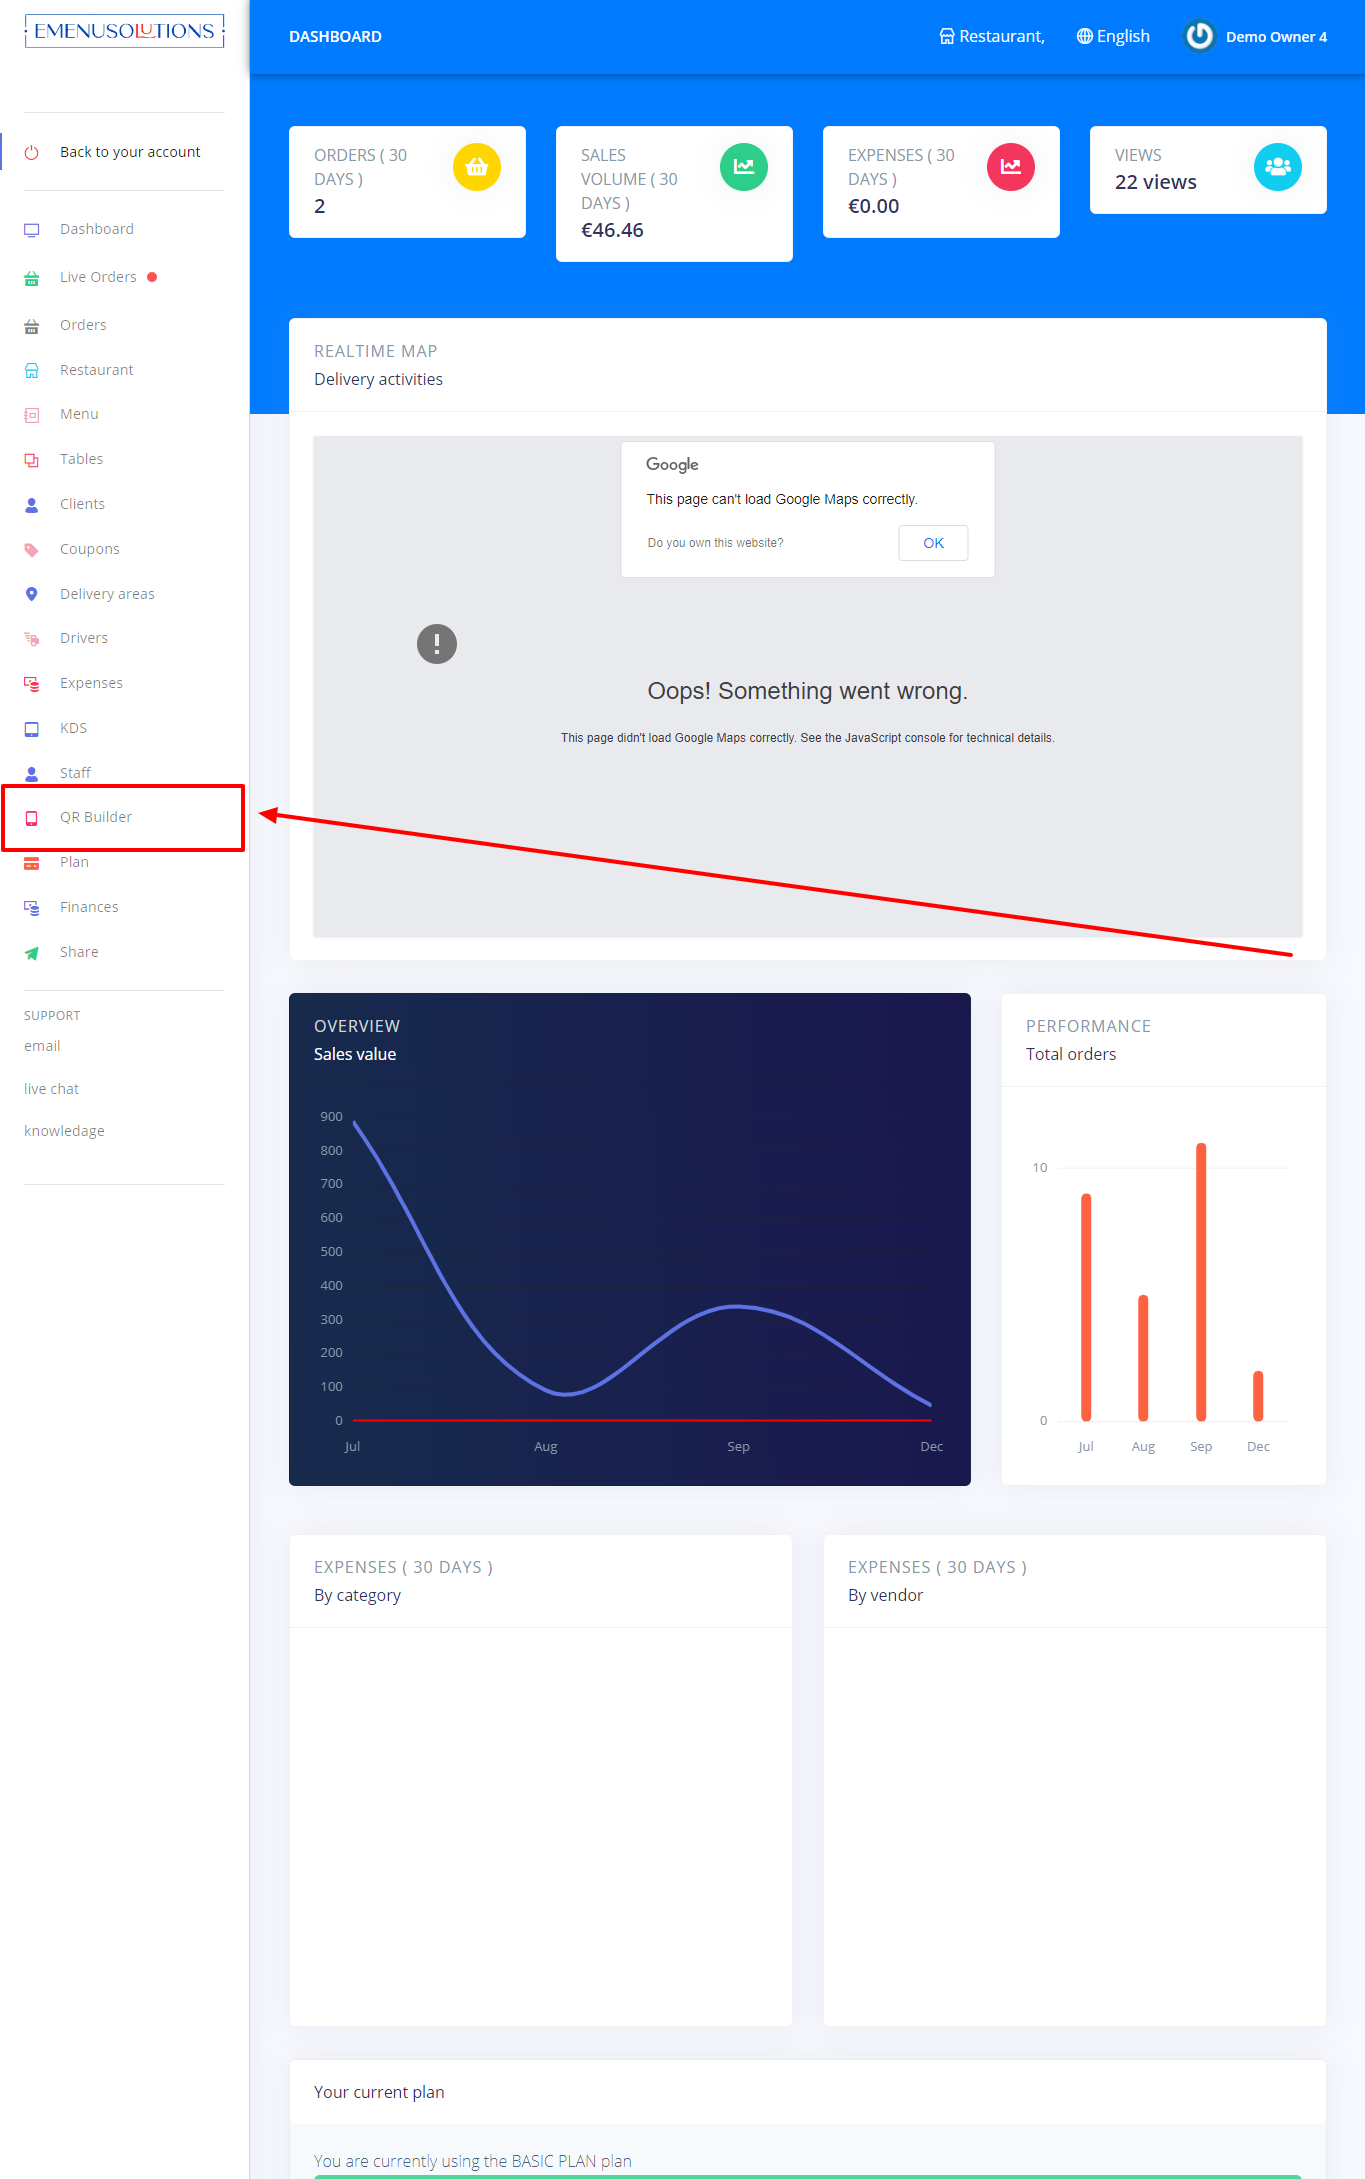 EMENUSOLUTIONS
DASHBOARD
Restaurant,
English
Demo Owner 4
Back to your account
Dashboard
Live Orders
Orders
Restaurant
Menu
Tables
Clients
Coupons
Delivery areas
Drivers
Expenses
KDS
Staff
QR Builder
Plan
Finances
Share
SUPPORT
email
live chat
knowledage
ORDERS ( 30
DAYS )
2
SALES
VOLUME ( 30
DAYS )
€46.46
EXPENSES ( 30
DAYS )
€0.00
VIEWS
22 views
REALTIME MAP
Delivery activities
Google
This page can't load Google Maps correctly.
Do you own this website?
OK
Oops! Something went wrong.
This page didn't load Google Maps correctly. See the JavaScript console for technical details.
OVERVIEW
Sales value
900
800
700
600
500
400
300
200
100
0
Jul
Aug
Sep
Dec
PERFORMANCE
Total orders
10
0
Jul
Aug
Sep
Dec
EXPENSES ( 30 DAYS )
By category
EXPENSES ( 30 DAYS )
By vendor
Your current plan
You are currently using the BASIC PLAN plan